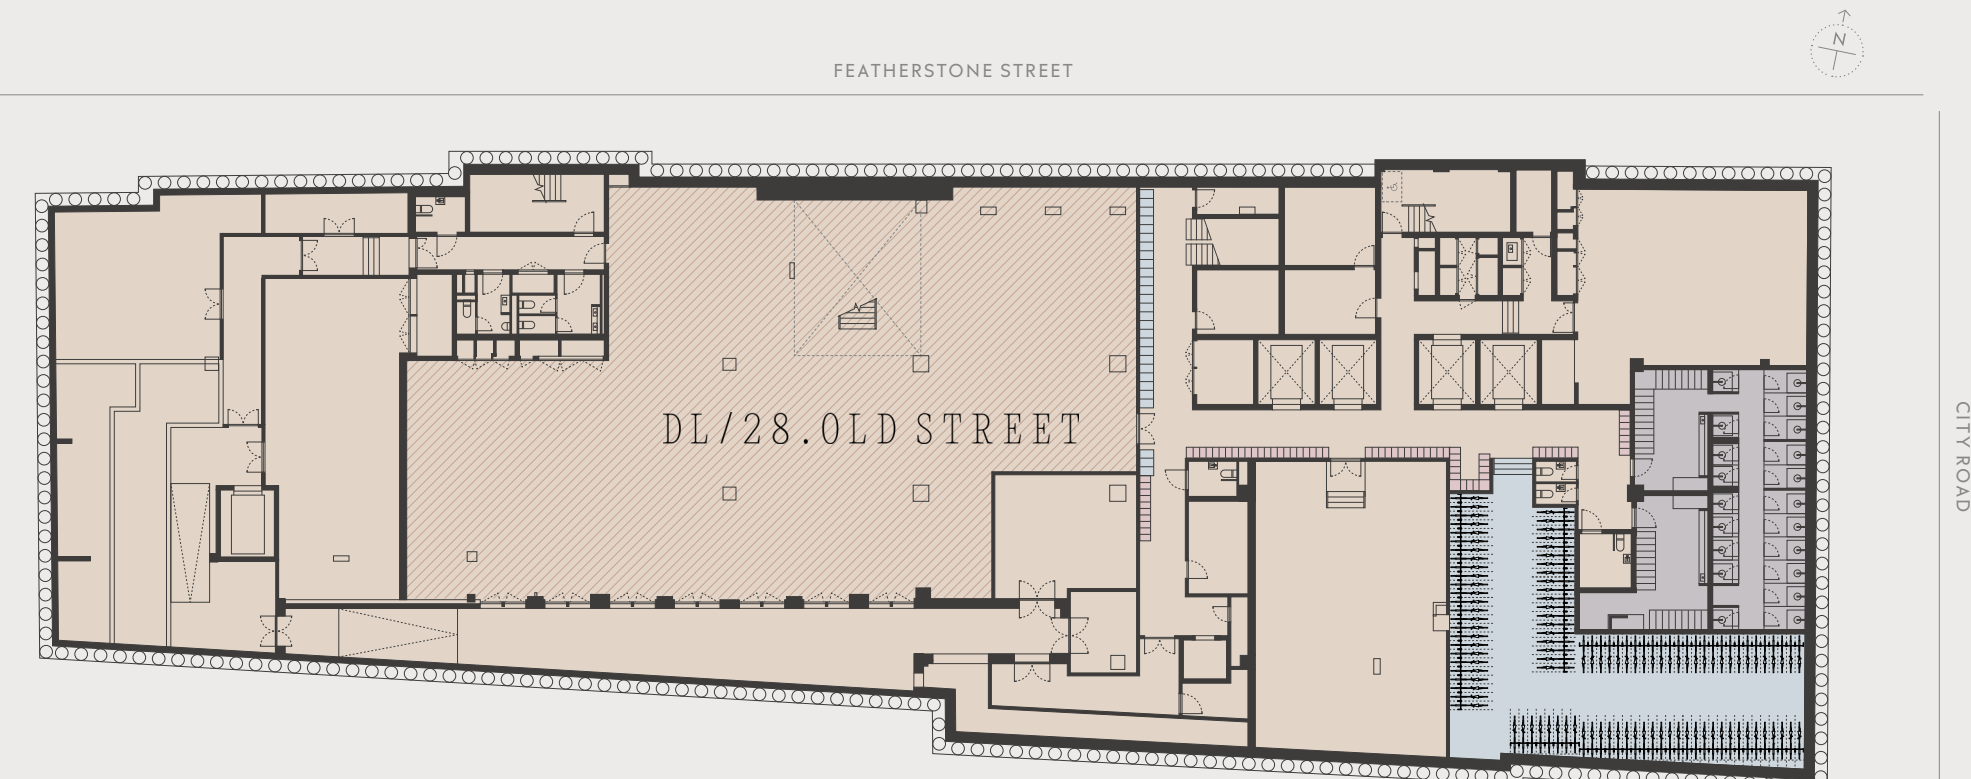 N
FEATHERSTONE STREET
DL/28.OLD STREET
CITY ROAD